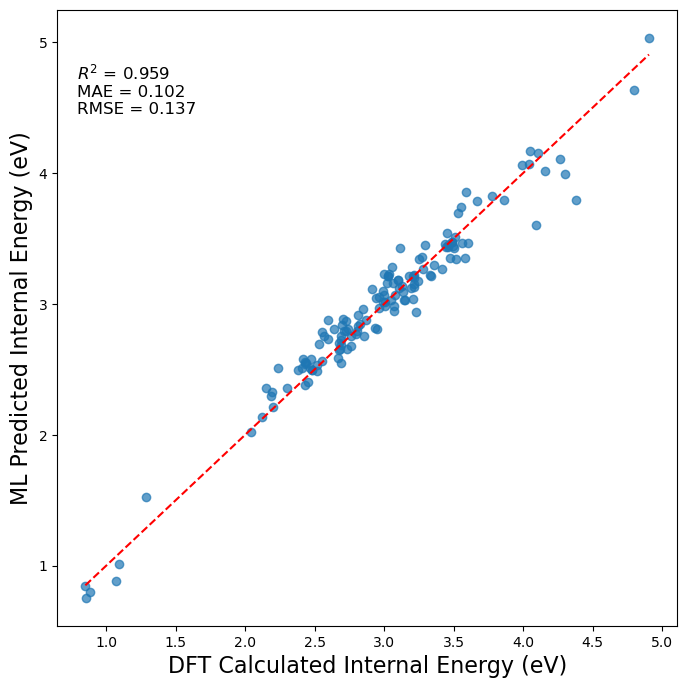 5
R² = 0.959
MAE = 0.102
RMSE = 0.137
4
3
2
1
ML Predicted Internal Energy (eV)
1.0 1.5 2.0 2.5 3.0 3.5 4.0 4.5 5.0
DFT Calculated Internal Energy (eV)